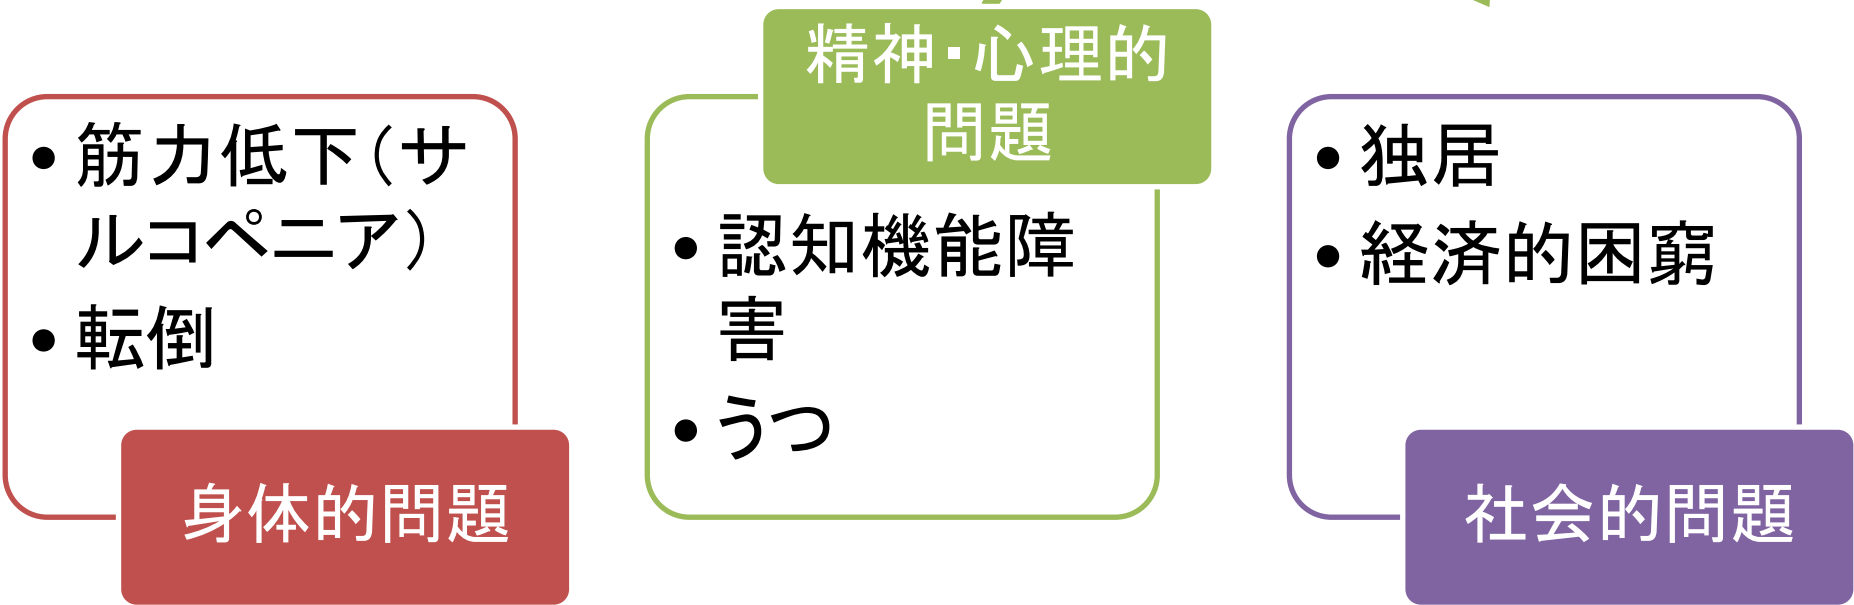 • 筋力低下（サ
ルコペニア）
• 転倒
身体的問題
精神・心理的
問題
• 認知機能障
害
• うつ
• 独居
• 経済的困窮
社会的問題